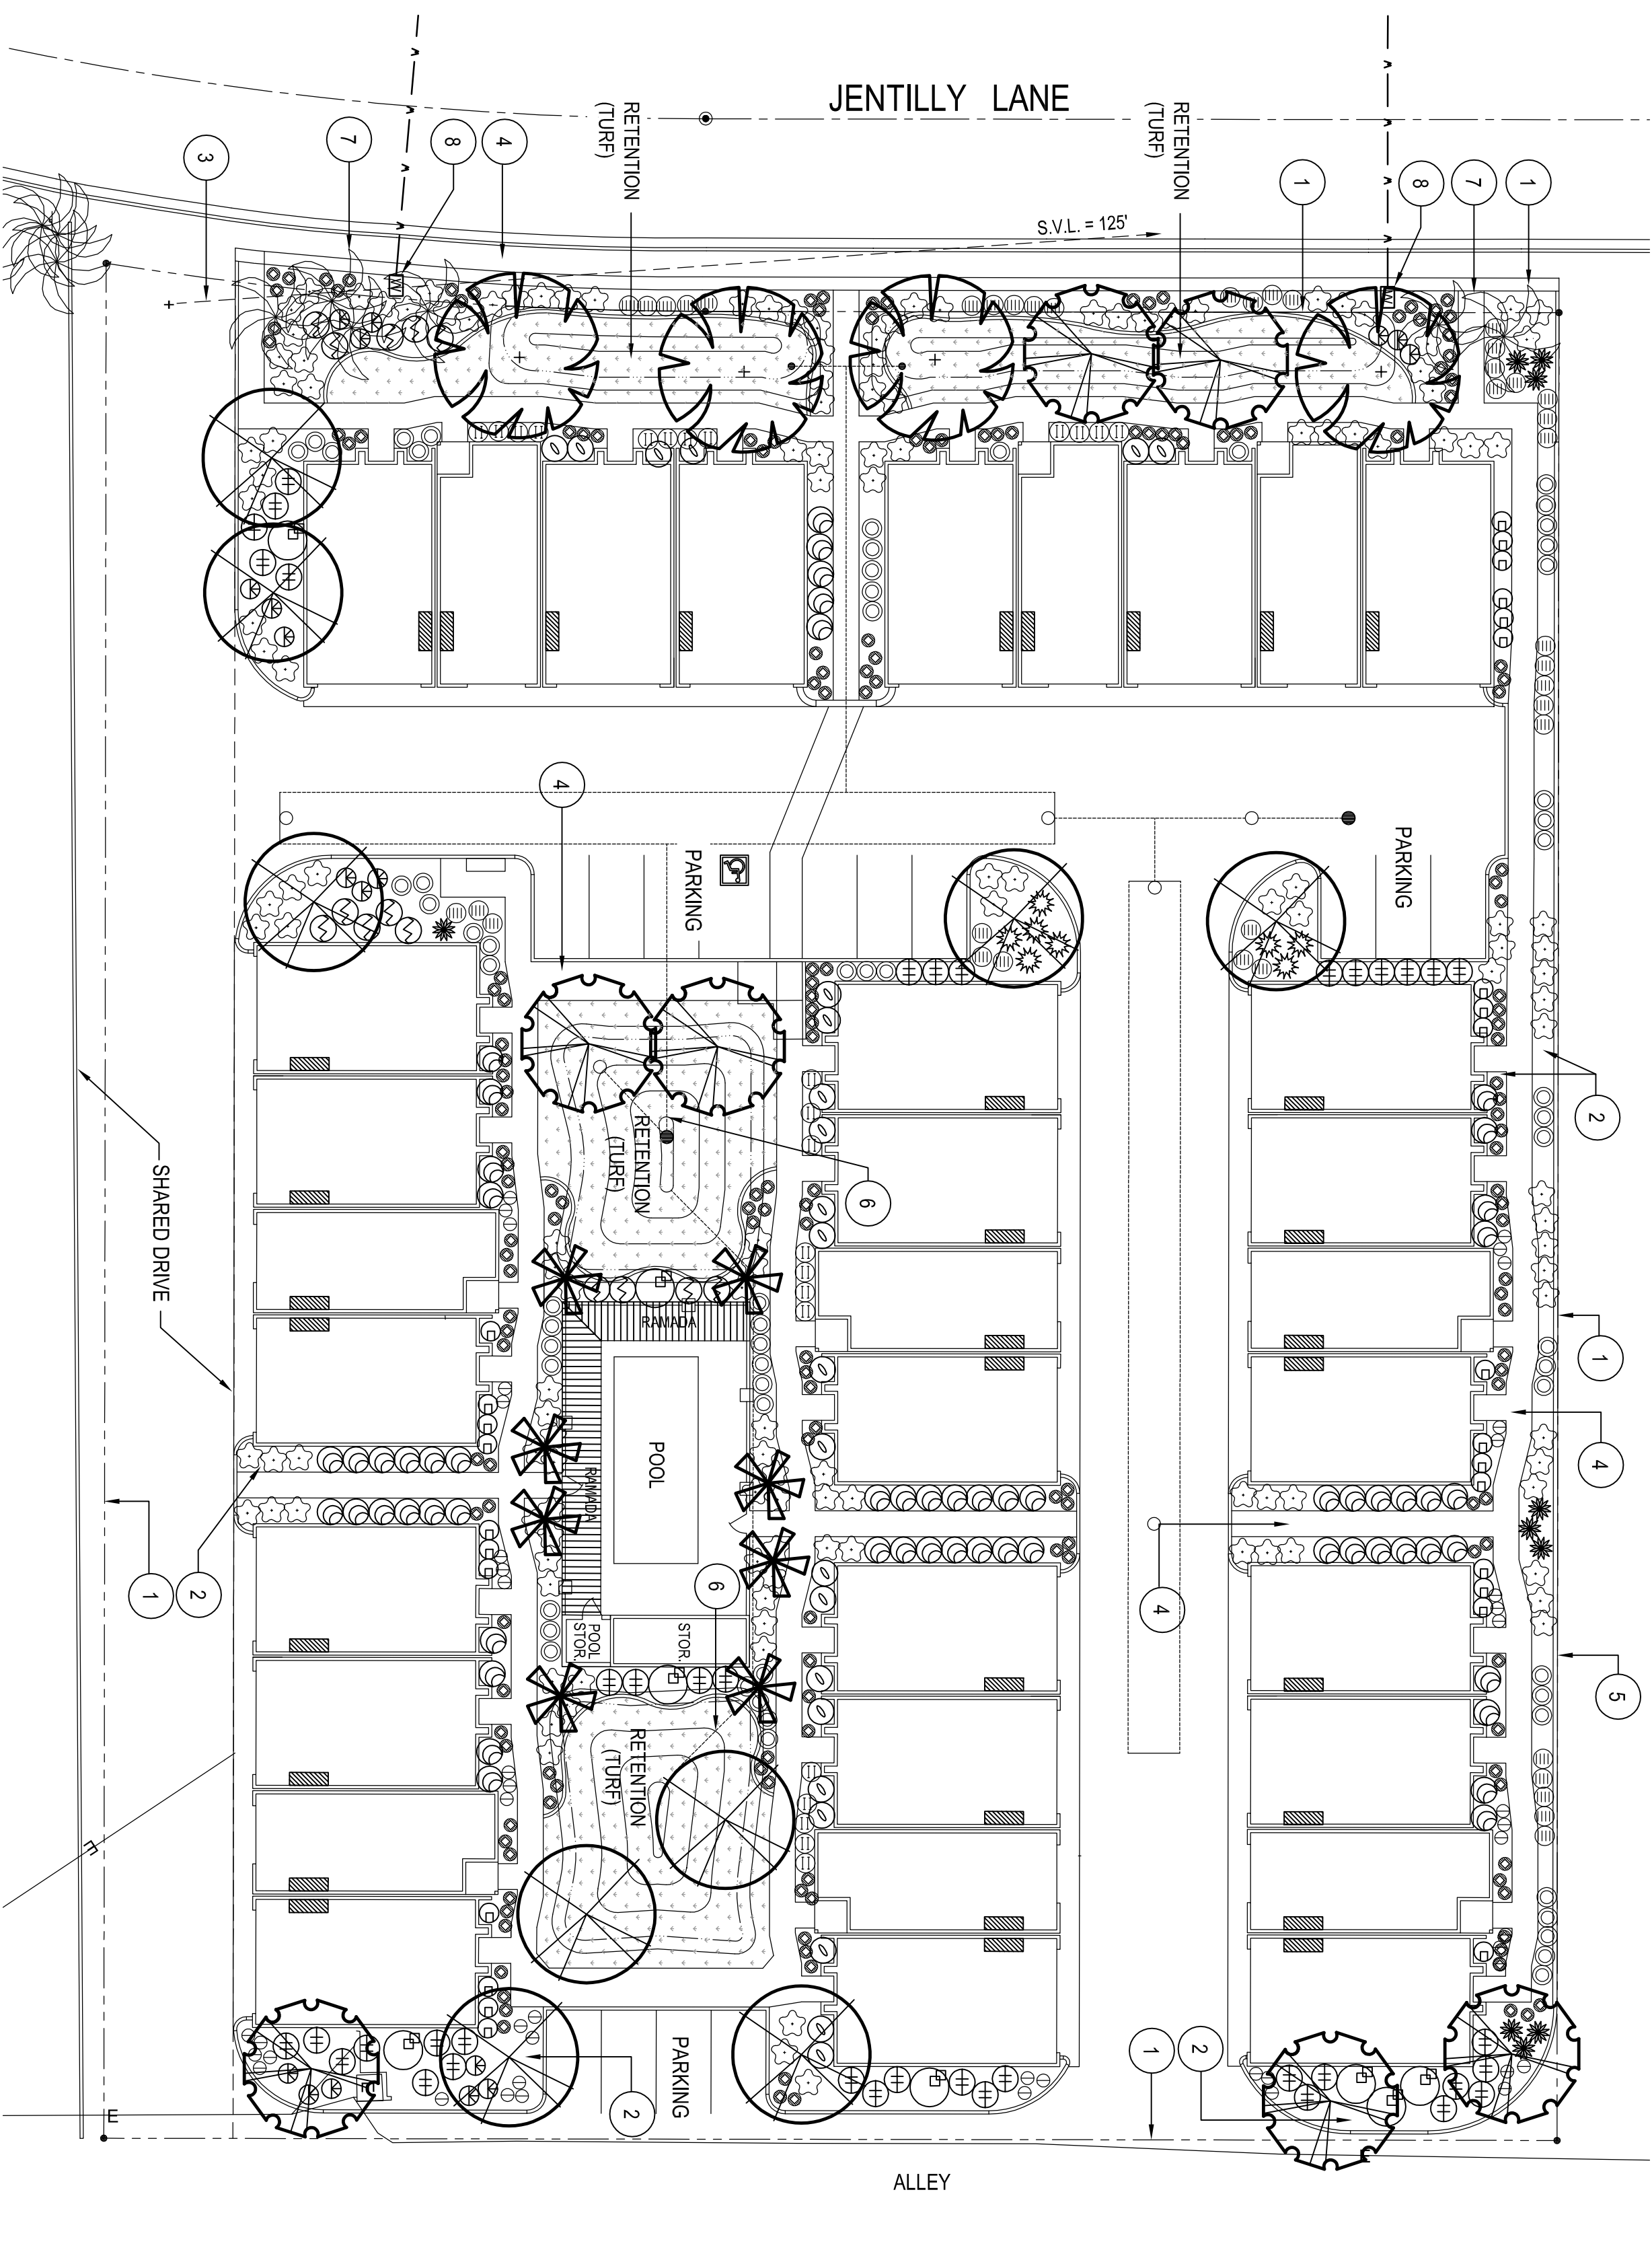 JENTILLY LANE
RETENTION
(TURF)
RETENTION
(TURF)
3
7
8
4
1
8
7
1
S.V.L. = 125'
W
W
4
PARKING
PARKING
2
RETENTION
(TURF)
6
SHARED DRIVE
RAMADA
1
POOL
RAMADA
4
1
2
6
4
POOL
STOR.
STOR.
5
RETENTION
(TURF)
E
PARKING
1
2
2
E
ALLEY